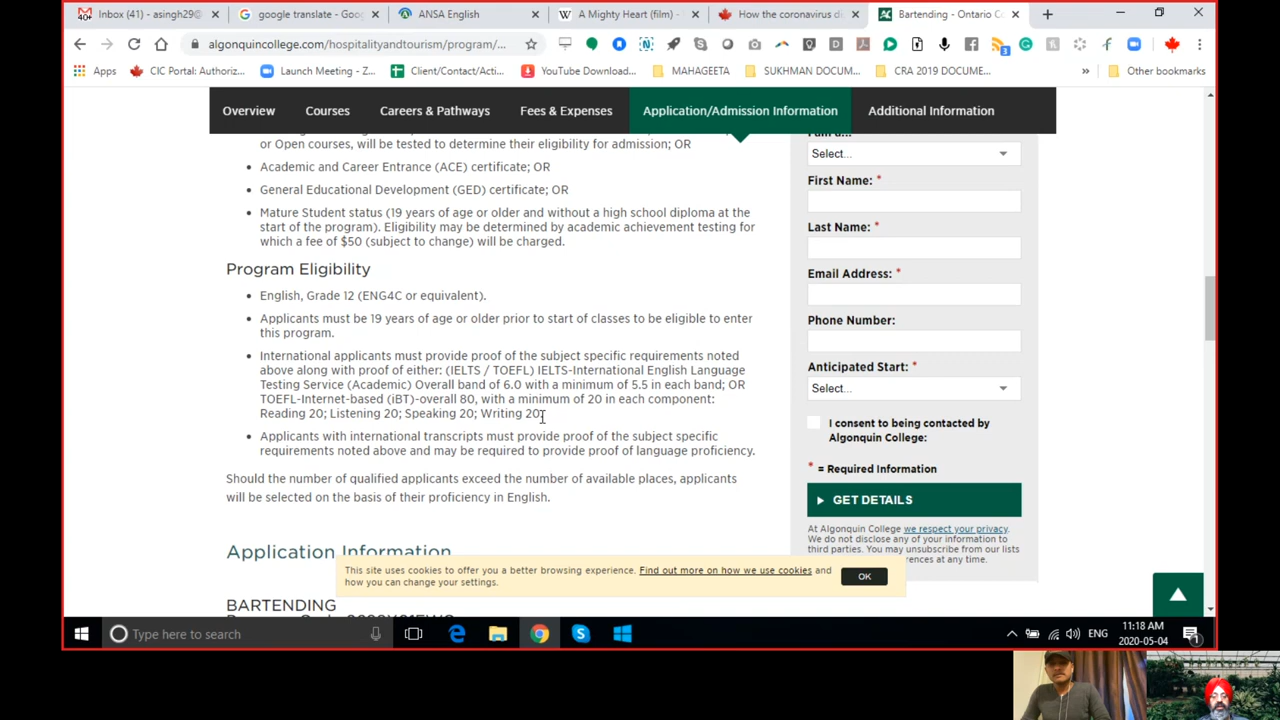 Inbox (41) - asingh29@
google translate - Goo
ANSA English
A Mighty Heart (film) -
How the coronavirus di
Bartending - Ontario C
40+
algonquincollege.com/hospitalityandtourism/program/...
3
Apps
CIC Portal: Authoriz...
Launch Meeting - Z...
Client/Contact/Acti...
YouTube Download...
MAHAGEETA
SUKHMAN DOCUM...
CRA 2019 DOCUME...
»
Other bookmarks
Overview
Courses
Careers & Pathways
Fees & Expenses
Application/Admission Information
Additional Information
or Open courses, will be tested to determine their eligibility for admission; OR
• Academic and Career Entrance (ACE) certificate; OR
• General Educational Development (GED) certificate; OR
• Mature Student status (19 years of age or older and without a high school diploma at the
start of the program). Eligibility may be determined by academic achievement testing for
which a fee of $50 (subject to change) will be charged.
Program Eligibility
• English, Grade 12 (ENG4C or equivalent).
• Applicants must be 19 years of age or older prior to start of classes to be eligible to enter
this program.
• International applicants must provide proof of the subject specific requirements noted
above along with proof of either: (IELTS / TOEFL) IELTS-International English Language
Testing Service (Academic) Overall band of 6.0 with a minimum of 5.5 in each band; OR
TOEFL-Internet-based (iBT)-overall 80, with a minimum of 20 in each component:
Reading 20; Listening 20; Speaking 20; Writing 20.
• Applicants with international transcripts must provide proof of the subject specific
requirements noted above and may be required to provide proof of language proficiency.
Should the number of qualified applicants exceed the number of available places, applicants
will be selected on the basis of their proficiency in English.
Application Information
BARTENDING
I am a...
Select...
First Name: *
Last Name: *
Email Address: *
Phone Number:
Anticipated Start: *
Select...
I consent to being contacted by
Algonquin College:
* = Required Information
GET DETAILS
At Algonquin College we respect your privacy.
We do not disclose any of your information to
third parties. You may unsubscribe from our lists
erences at any time.
This site uses cookies to offer you a better browsing experience. Find out more on how we use cookies and
how you can change your settings.
OK
Type here to search
ENG
11:18 AM
2020-05-04
1